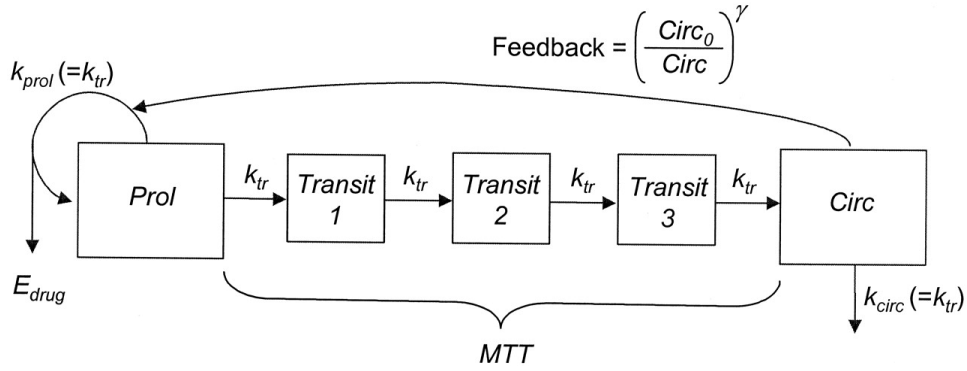 Feedback = (Circ0/Circ)^γ
kprol (=ktr)
Prol
ktr
Transit
1
ktr
Transit
2
ktr
Transit
3
ktr
Circ
Edrug
kcirc (=ktr)
MTT